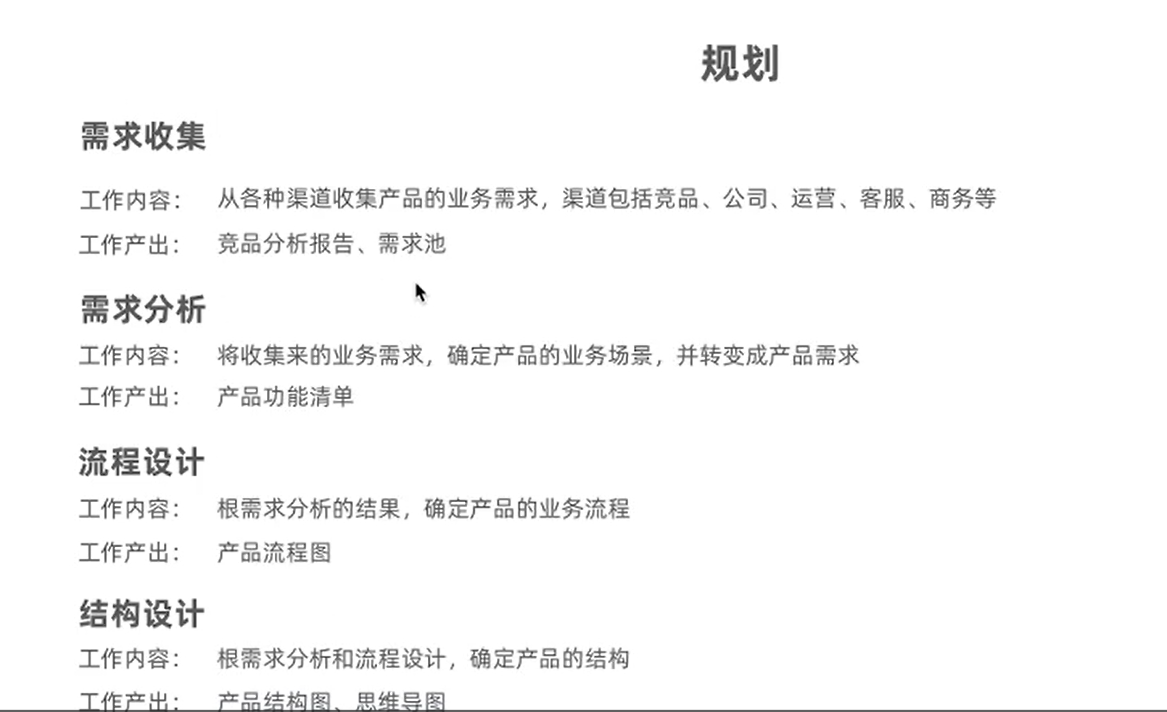 规划
需求收集
工作内容： 从各种渠道收集产品的业务需求，渠道包括竞品、公司、运营、客服、商务等
工作产出： 竞品分析报告、需求池
需求分析
工作内容： 将收集来的业务需求，确定产品的业务场景，并转变成产品需求
工作产出： 产品功能清单
流程设计
工作内容： 根需求分析的结果，确定产品的业务流程
工作产出： 产品流程图
结构设计
工作内容： 根需求分析和流程设计，确定产品的结构
工作产出： 产品结构图、思维导图